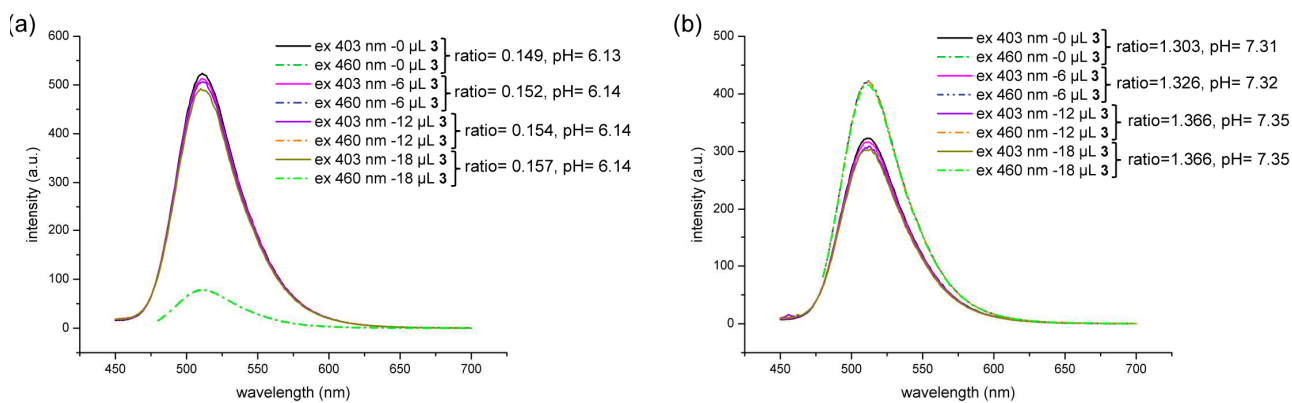 (a)
600
500
400
300
200
100
0
450 500 550 600 650 700
wavelength (nm)
intensity (a.u.)
ex 403 nm -0 µL 3
ex 460 nm -0 µL 3
ratio= 0.149, pH= 6.13
ex 403 nm -6 µL 3
ex 460 nm -6 µL 3
ratio= 0.152, pH= 6.14
ex 403 nm -12 µL 3
ex 460 nm -12 µL 3
ratio= 0.154, pH= 6.14
ex 403 nm -18 µL 3
ex 460 nm -18 µL 3
ratio= 0.157, pH= 6.14
(b)
500
400
300
200
100
0
450 500 550 600 650 700
wavelength (nm)
intensity (a.u.)
ex 403 nm -0 µL 3
ex 460 nm -0 µL 3
ratio=1.303, pH= 7.31
ex 403 nm -6 µL 3
ex 460 nm -6 µL 3
ratio=1.326, pH= 7.32
ex 403 nm -12 µL 3
ex 460 nm -12 µL 3
ratio=1.366, pH= 7.35
ex 403 nm -18 µL 3
ex 460 nm -18 µL 3
ratio=1.366, pH= 7.35